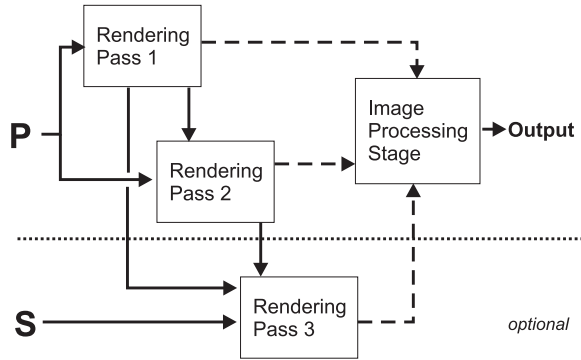 Rendering
Pass 1
P
Image
Processing
Stage
Output
Rendering
Pass 2
S
Rendering
Pass 3
optional